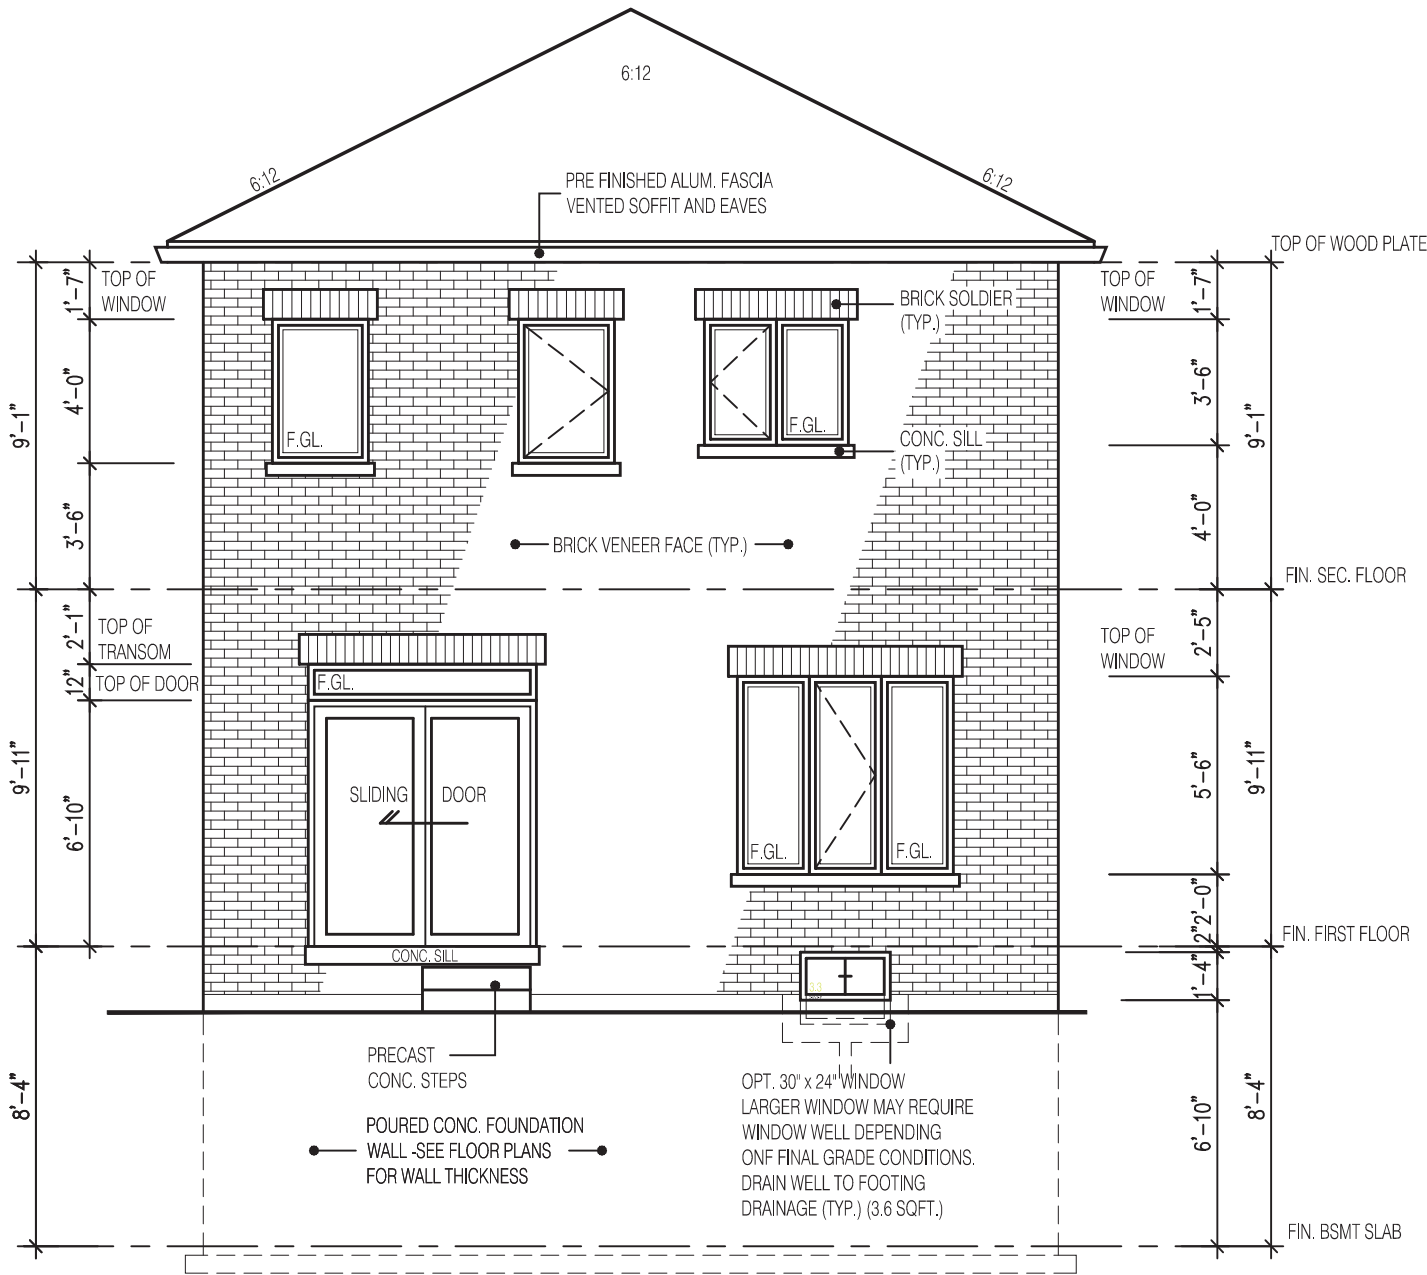 6:12
6:12
6:12
PRE FINISHED ALUM. FASCIA
VENTED SOFFIT AND EAVES
TOP OF WOOD PLATE
TOP OF
WINDOW
TOP OF
WINDOW
1'-7"
4'-0"
3'-6"
9'-1"
BRICK SOLDIER
(TYP.)
F.GL.
F.GL.
CONC. SILL
(TYP.)
1'-7"
3'-6"
4'-0"
9'-1"
BRICK VENEER FACE (TYP.)
FIN. SEC. FLOOR
2'-1"
TOP OF
TRANSOM
12"
TOP OF DOOR
6'-10"
9'-11"
F.GL.
SLIDING DOOR
F.GL.
F.GL.
TOP OF
WINDOW
2'-5"
5'-6"
2'-0"
9'-11"
CONC. SILL
FIN. FIRST FLOOR
2"
1'-4"
3.3
PRECAST
CONC. STEPS
8'-4"
POURED CONC. FOUNDATION
WALL -SEE FLOOR PLANS
FOR WALL THICKNESS
OPT. 30" x 24" WINDOW
LARGER WINDOW MAY REQUIRE
WINDOW WELL DEPENDING
ONF FINAL GRADE CONDITIONS.
DRAIN WELL TO FOOTING
DRAINAGE (TYP.) (3.6 SQFT.)
6'-10"
8'-4"
FIN. BSMT SLAB